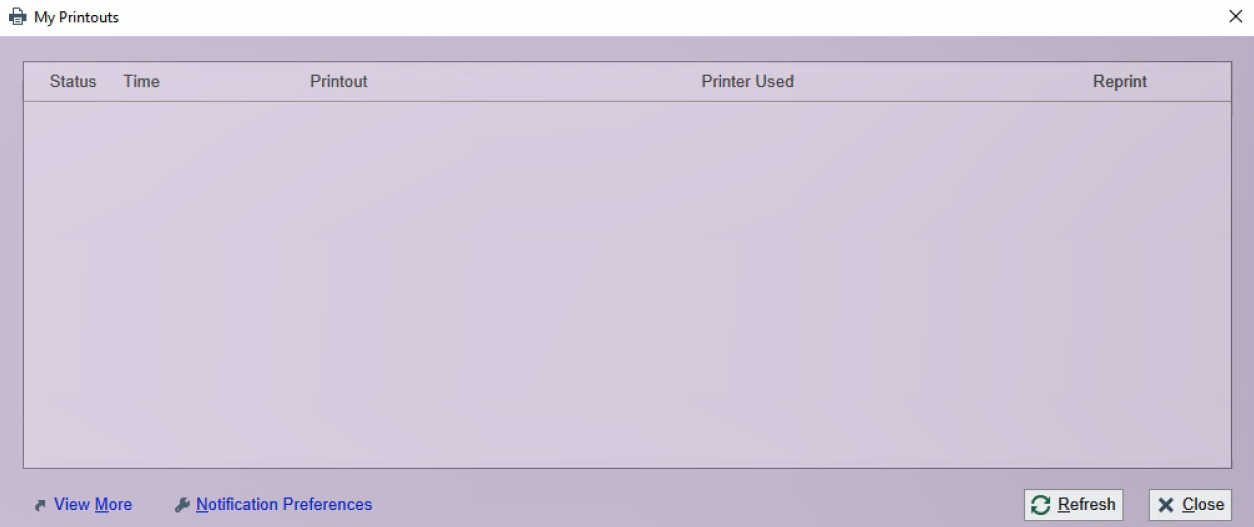 My Printouts
Status Time Printout Printer Used Reprint
View More Notification Preferences Refresh Close